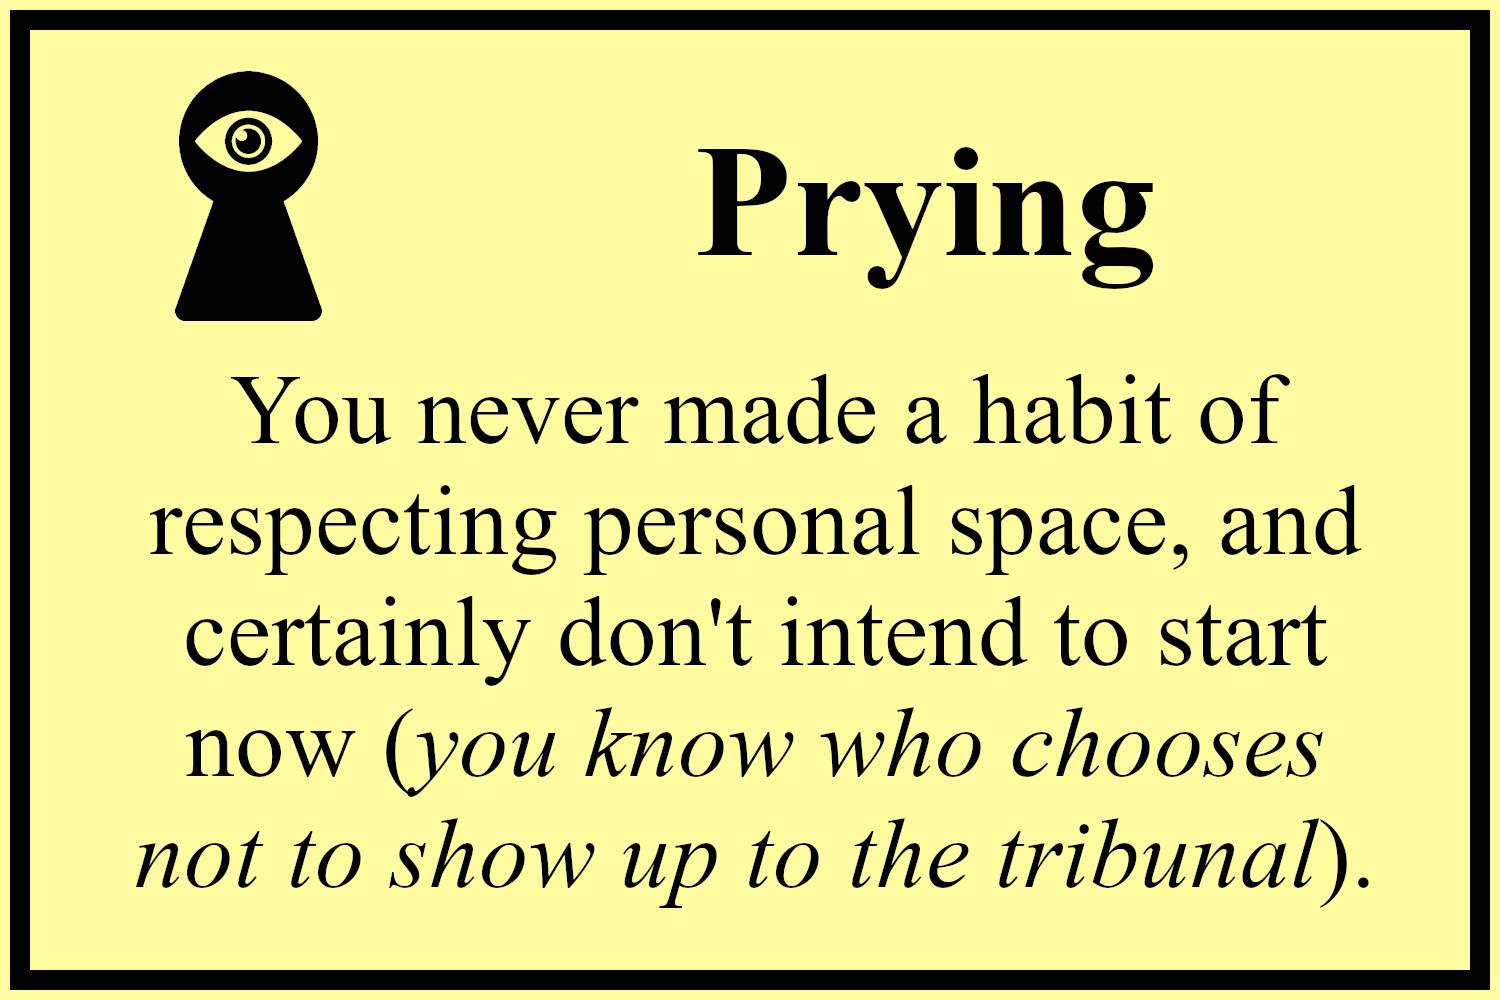 Prying
You never made a habit of
respecting personal space, and
certainly don't intend to start
now (you know who chooses
not to show up to the tribunal).